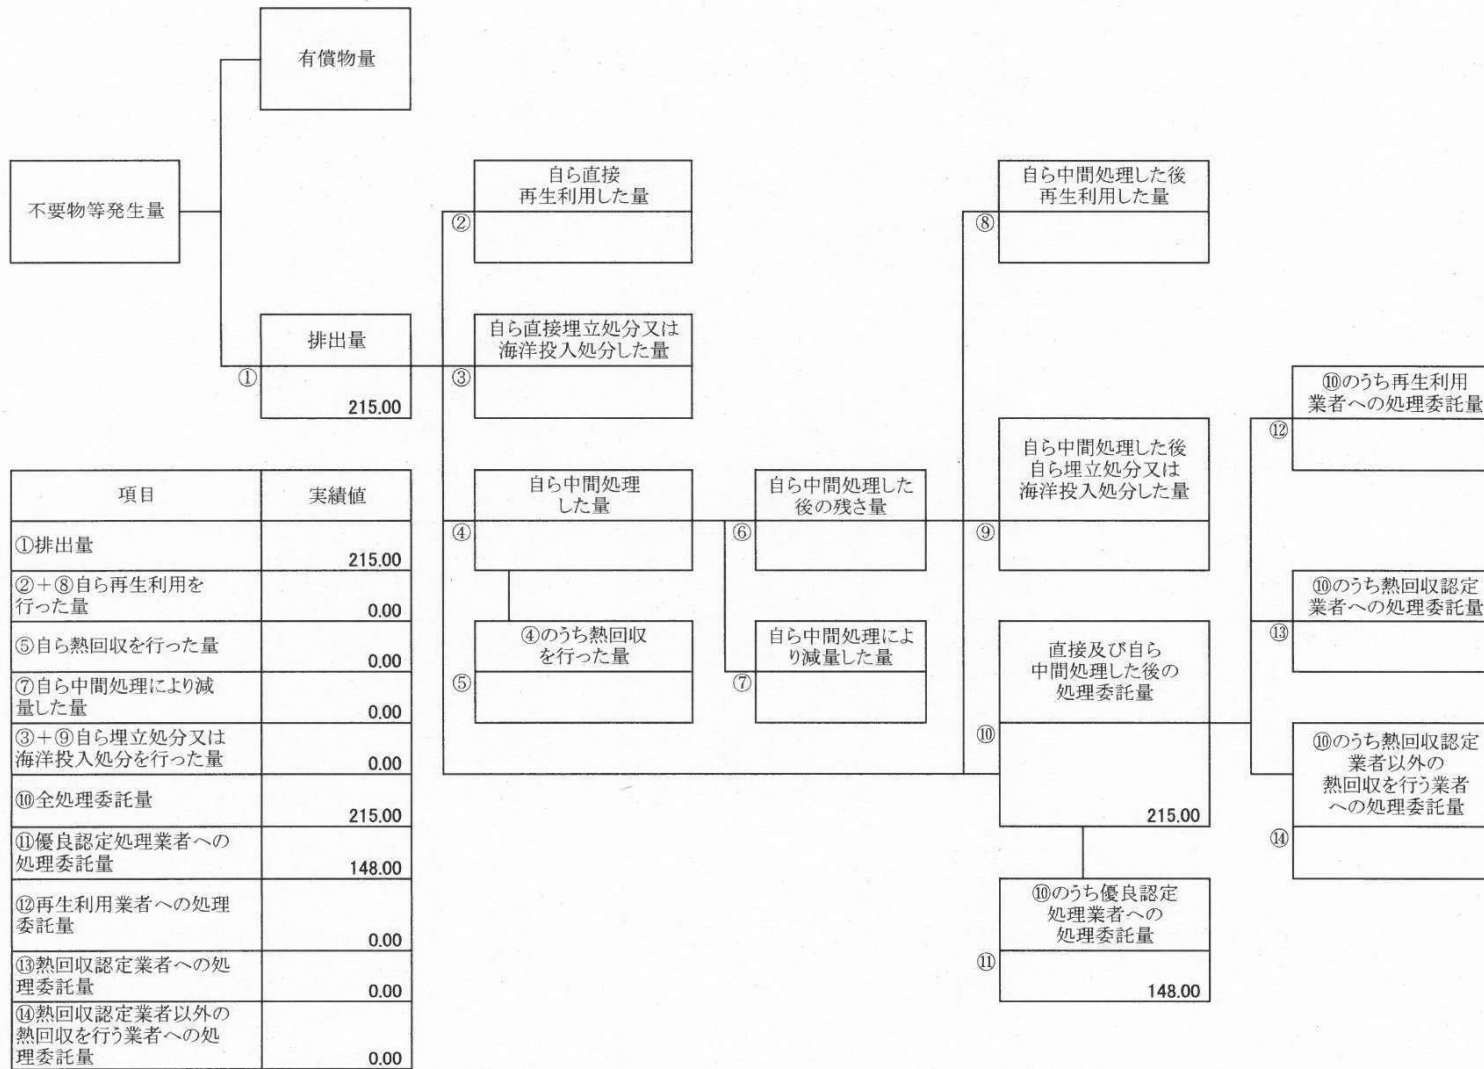 有償物量
不要物等発生量
自ら直接
再生利用した量
②
自ら中間処理した後
再生利用した量
⑧
排出量
①
215.00
自ら直接埋立処分又は
海洋投入処分した量
③
⑩のうち再生利用
業者への処理委託量
⑫
自ら中間処理
した量
④
自ら中間処理した
後の残さ量
⑥
自ら中間処理した後
自ら埋立処分又は
海洋投入処分した量
⑨
④のうち熱回収
を行った量
⑤
自ら中間処理によ
り減量した量
⑦
直接及び自ら
中間処理した後の
処理委託量
⑩
215.00
⑩のうち熱回収認定
業者への処理委託量
⑬
⑩のうち熱回収認定
業者以外の
熱回収を行う業者
への処理委託量
⑭
⑩のうち優良認定
処理業者への
処理委託量
⑪
148.00
項目 実績値
①排出量
215.00
②+⑧自ら再生利用を
行った量 0.00
⑤自ら熱回収を行った量
0.00
⑦自ら中間処理により減
量した量 0.00
③+⑨自ら埋立処分又は
海洋投入処分を行った量 0.00
⑩全処理委託量
215.00
⑪優良認定処理業者への
処理委託量 148.00
⑫再生利用業者への処理
委託量
0.00
⑬熱回収認定業者への処
理委託量 0.00
⑭熱回収認定業者以外の
熱回収を行う業者への処
理委託量 0.00